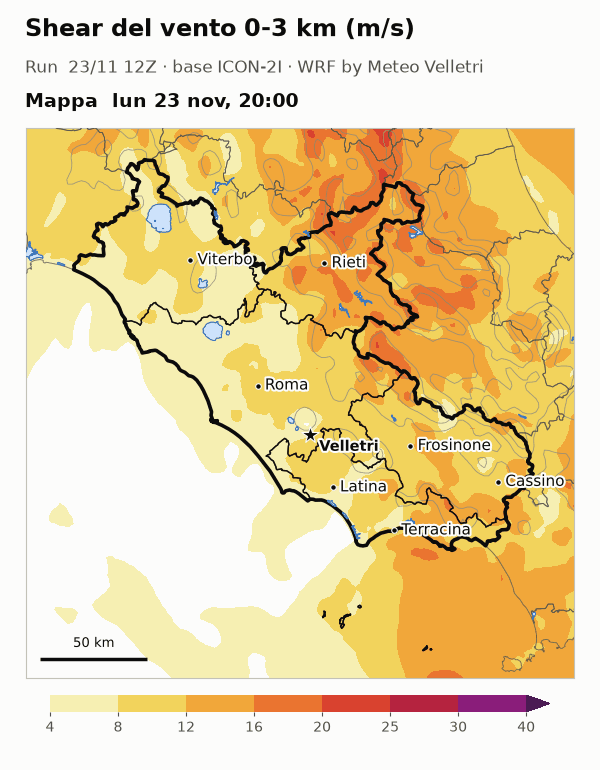 Shear del vento 0-3 km (m/s)
Run  23/11 12Z · base ICON-2I · WRF by Meteo Velletri
Mappa  lun 23 nov, 20:00
Viterbo
Rieti
Roma
Velletri
Frosinone
Latina
Cassino
Terracina
50 km
4 8 12 16 20 25 30 40